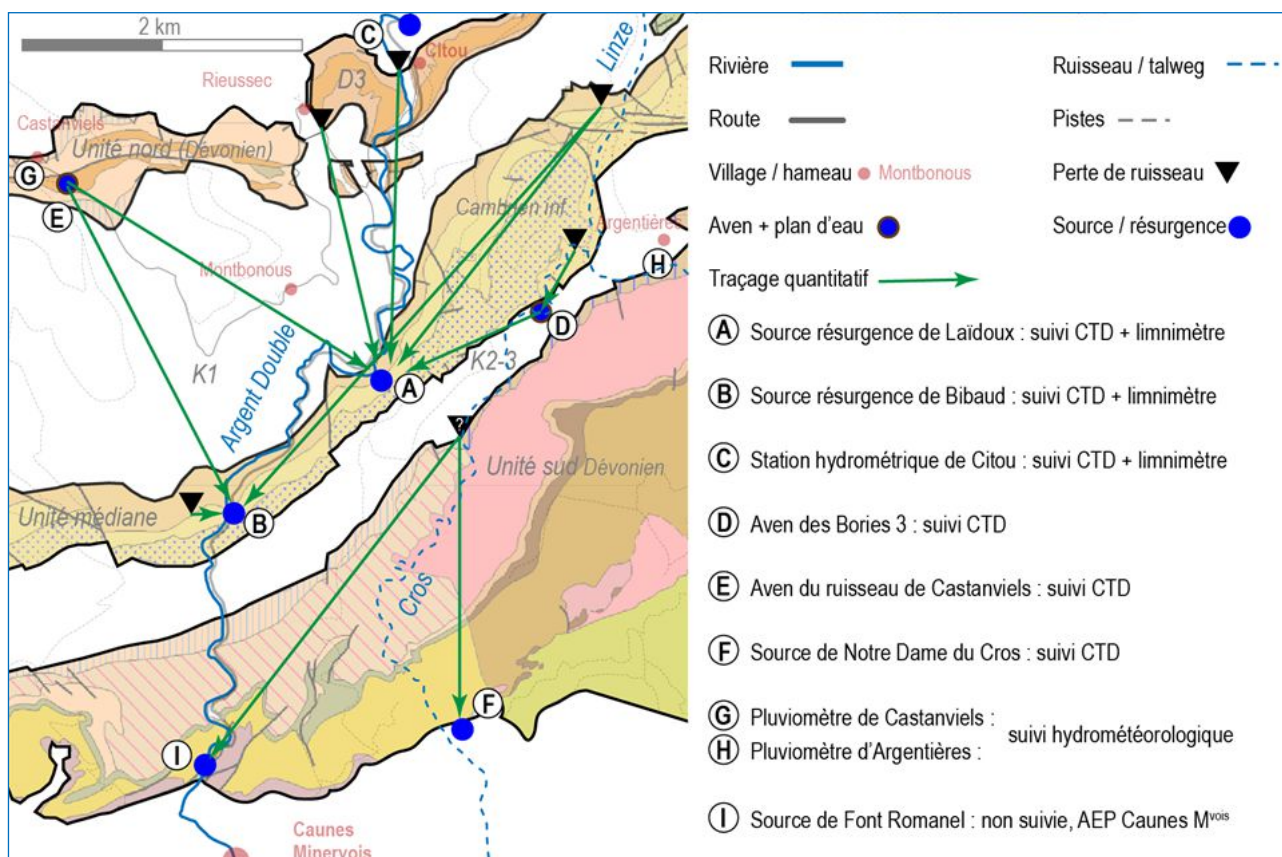 2 km
C
Citou
Linze
Rieussec
D3
Castanviels
Unité nord (Dévonien)
G
E
Cambrien inf
Argentières
H
Montbonous
D
K2-3
K1
A
Argent Double
?
Unité sud Dévonien
Unité médiane
B
Cros
F
I
Caunes
Minervois
Rivière
Ruisseau / talweg
Route
Pistes
Village / hameau Montbonous
Perte de ruisseau
Aven + plan d'eau
Source / résurgence
Traçage quantitatif
A Source résurgence de Laïdoux : suivi CTD + limnimètre
B Source résurgence de Bibaud : suivi CTD + limnimètre
C Station hydrométrique de Citou : suivi CTD + limnimètre
D Aven des Bories 3 : suivi CTD
E Aven du ruisseau de Castanviels : suivi CTD
F Source de Notre Dame du Cros : suivi CTD
G Pluviomètre de Castanviels :
suivi hydrométéorologique
H Pluviomètre d'Argentières :
I Source de Font Romanel : non suivie, AEP Caunes Mvois